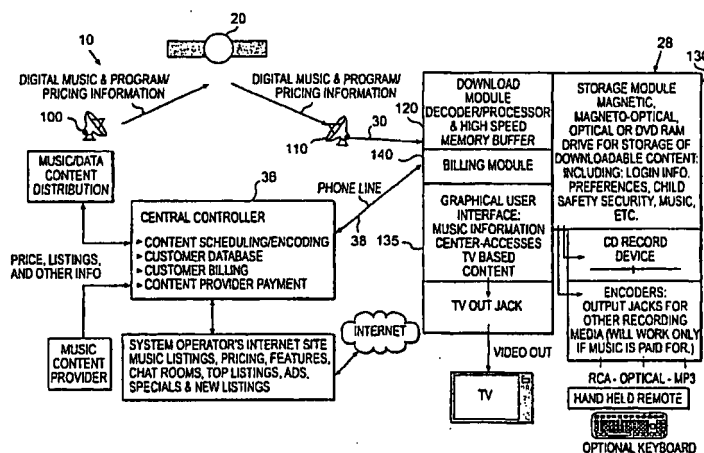 10
20
DIGITAL MUSIC & PROGRAM/
PRICING INFORMATION
DIGITAL MUSIC & PROGRAM/
PRICING INFORMATION
100
110
30
120
140
28
130
MUSIC/DATA
CONTENT
DISTRIBUTION
36
PHONE LINE
38
135
CENTRAL CONTROLLER
CONTENT SCHEDULING/ENCODING
CUSTOMER DATABASE
CUSTOMER BILLING
CONTENT PROVIDER PAYMENT
PRICE, LISTINGS,
AND OTHER INFO
MUSIC CONTENT
PROVIDER
SYSTEM OPERATOR'S INTERNET SITE
MUSIC LISTINGS, PRICING, FEATURES,
CHAT ROOMS, TOP LISTINGS, ADS,
SPECIALS & NEW LISTINGS
INTERNET
DOWNLOAD
MODULE
DECODER/PROCESSOR
& HIGH SPEED
MEMORY BUFFER
BILLING MODULE
GRAPHICAL USER
INTERFACE:
MUSIC INFORMATION
CENTER-ACCESSES
TV BASED
CONTENT
TV OUT JACK
VIDEO OUT
TV
STORAGE MODULE
MAGNETIC,
MAGNETO-OPTICAL,
OPTICAL OR DVD RAM
DRIVE FOR STORAGE OF
DOWNLOADABLE CONTENT:
INCLUDING: LOGIN INFO.
PREFERENCES, CHILD
SAFETY SECURITY, MUSIC,
ETC.
CD RECORD
DEVICE
ENCODERS:
OUTPUT JACKS FOR
OTHER RECORDING
MEDIA (WILL WORK ONLY
IF MUSIC IS PAID FOR.)
RCA - OPTICAL - MP3
HAND HELD REMOTE
OPTIONAL KEYBOARD